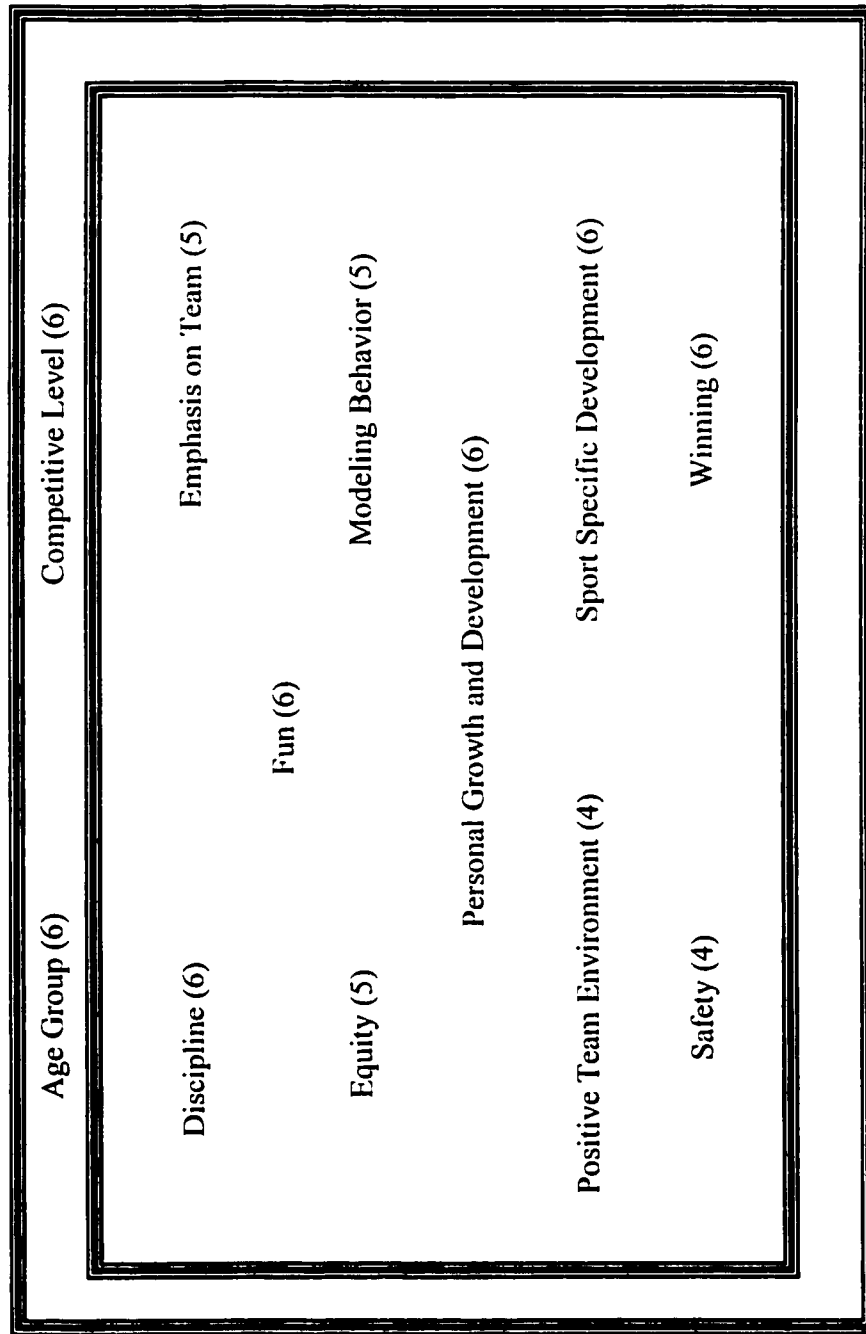 Age Group (6) Competitive Level (6)
Discipline (6) Emphasis on Team (5)
Fun (6)
Equity (5) Modeling Behavior (5)
Personal Growth and Development (6)
Positive Team Environment (4) Sport Specific Development (6)
Safety (4) Winning (6)